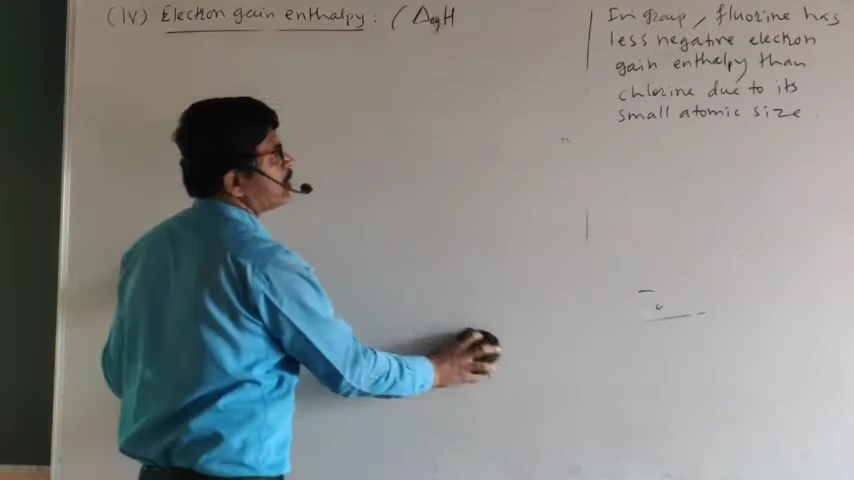 (iv) Electron gain enthalpy : (ΔegH
In group, fluorine has
less negative electron
gain enthalpy than
chlorine due to its
small atomic size